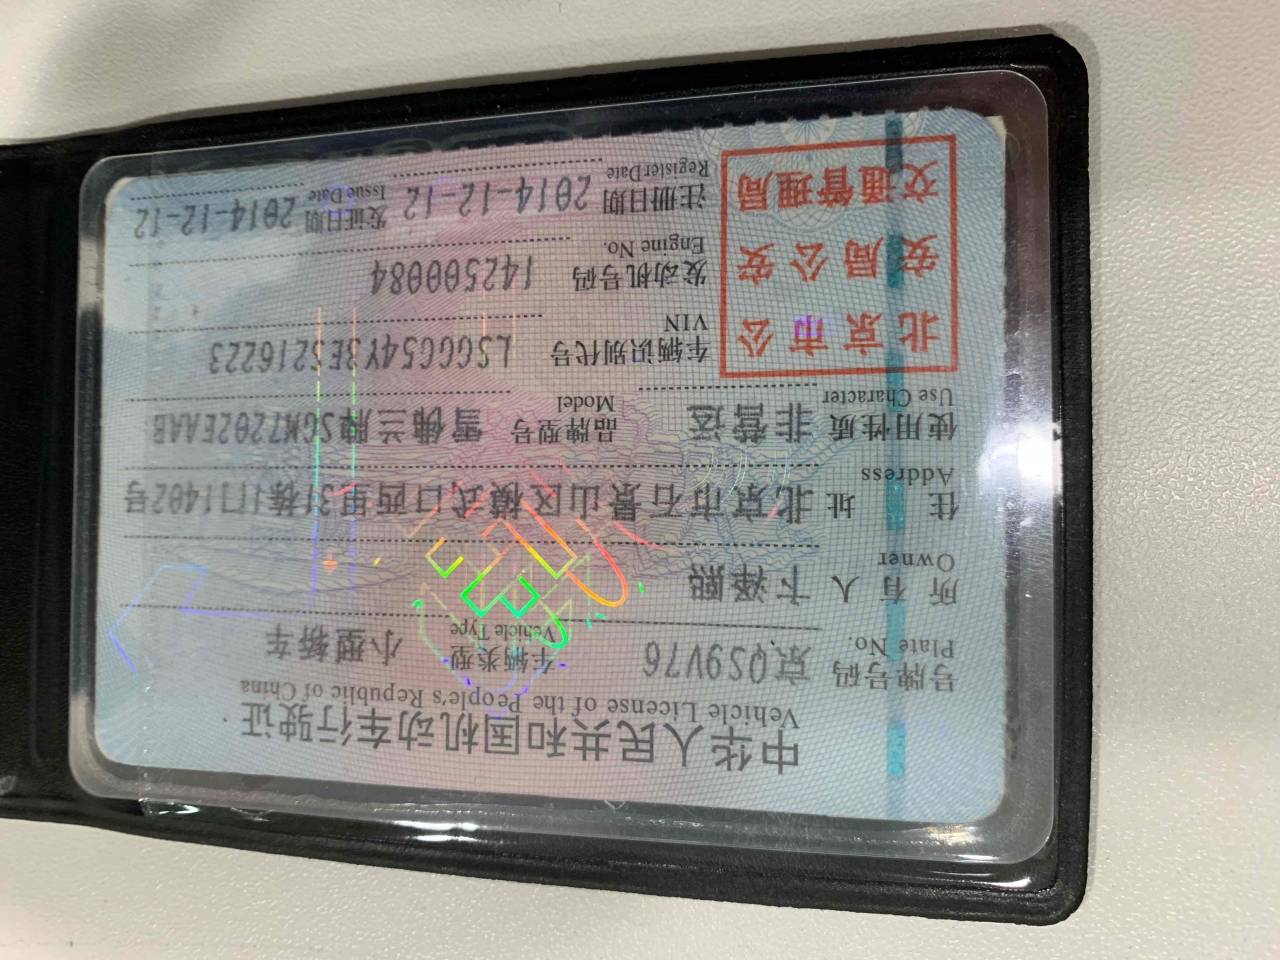 中华人民共和国机动车行驶证
Vehicle License of the People's Republic of China
号牌号码 京QS9V76 车辆类型 小型轿车
Plate No. Vehicle Type
所有人 卞泽熙
Owner
住址 北京市石景山区模式口西里31栋1门1402号
Address
使用性质 非营运 品牌型号 雪佛兰牌SGM7202EAAB
Use Character Model
北京市公
安局公安
交通管理局
车辆识别代号 LSGGG54Y3ES216223
VIN
发动机号码 142500084
Engine No.
注册日期 2014-12-12 发证日期 2014-12-12
Register Date Issue Date